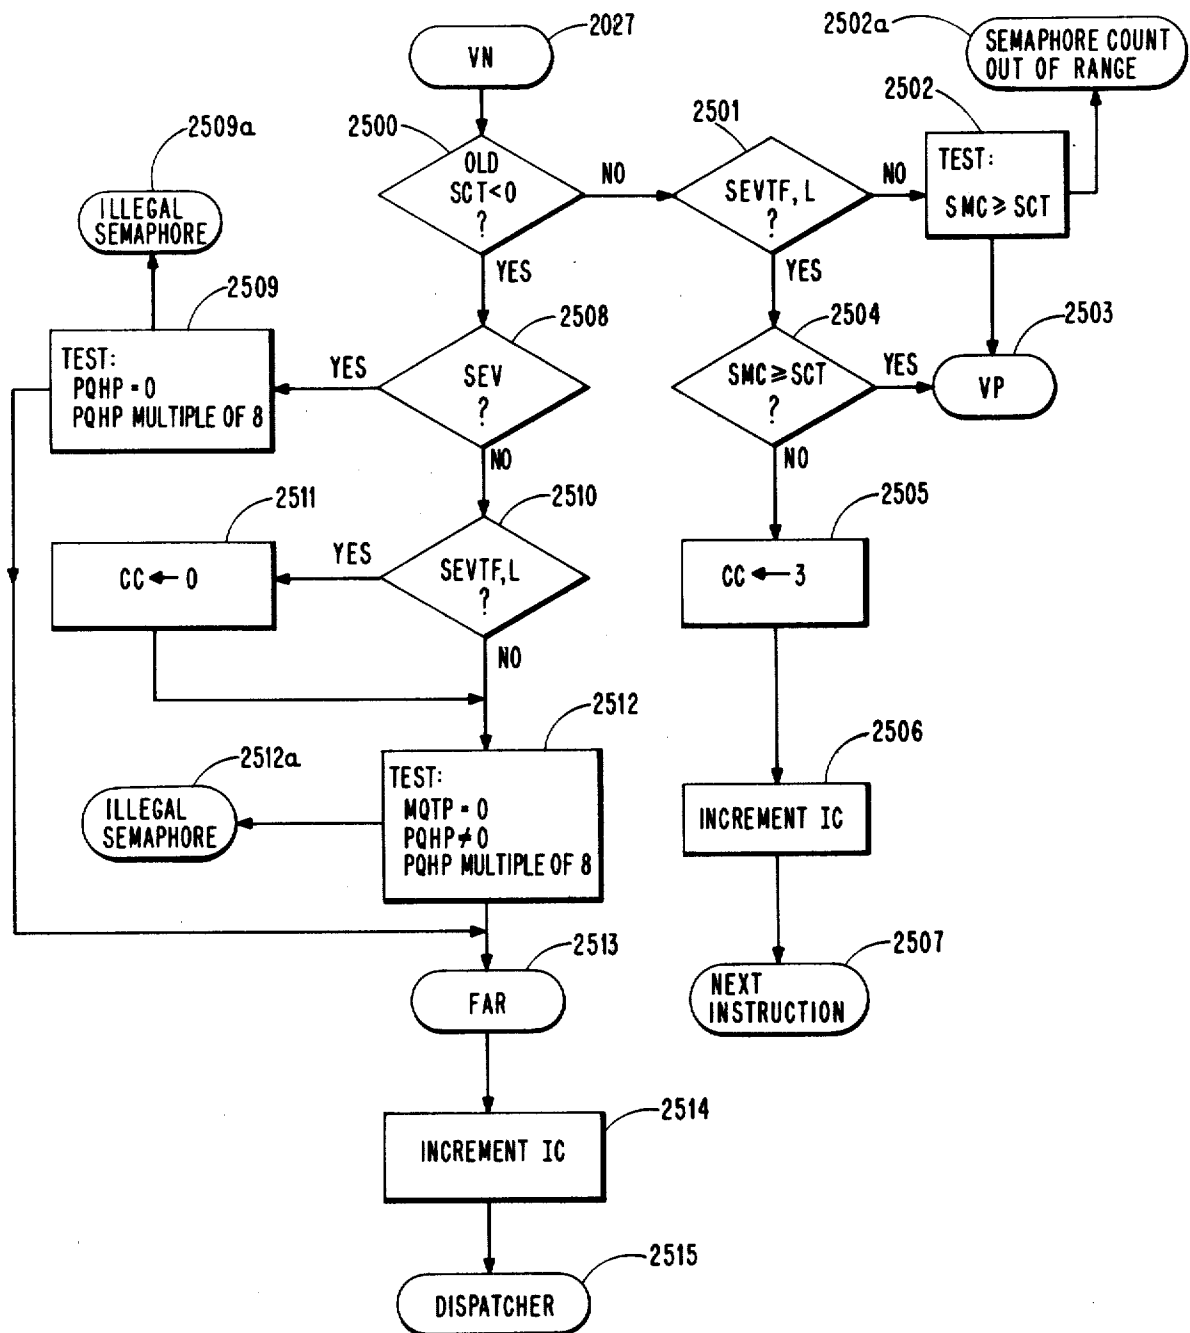 2027
VN
2502a
SEMAPHORE COUNT
OUT OF RANGE
2500
OLD
SCT<0
?
NO
YES
2501
SEVTF, L
?
NO
YES
2502
TEST:
SMC ≥ SCT
2509a
ILLEGAL
SEMAPHORE
2509
TEST:
PQHP = 0
PQHP MULTIPLE OF 8
2508
SEV
?
YES
NO
2504
SMC ≥ SCT
?
YES
NO
2503
VP
2511
CC ← 0
2510
SEVTF, L
?
YES
NO
2505
CC ← 3
2512
TEST:
MQTP = 0
PQHP ≠ 0
PQHP MULTIPLE OF 8
2512a
ILLEGAL
SEMAPHORE
2506
INCREMENT IC
2513
FAR
2507
NEXT
INSTRUCTION
2514
INCREMENT IC
2515
DISPATCHER